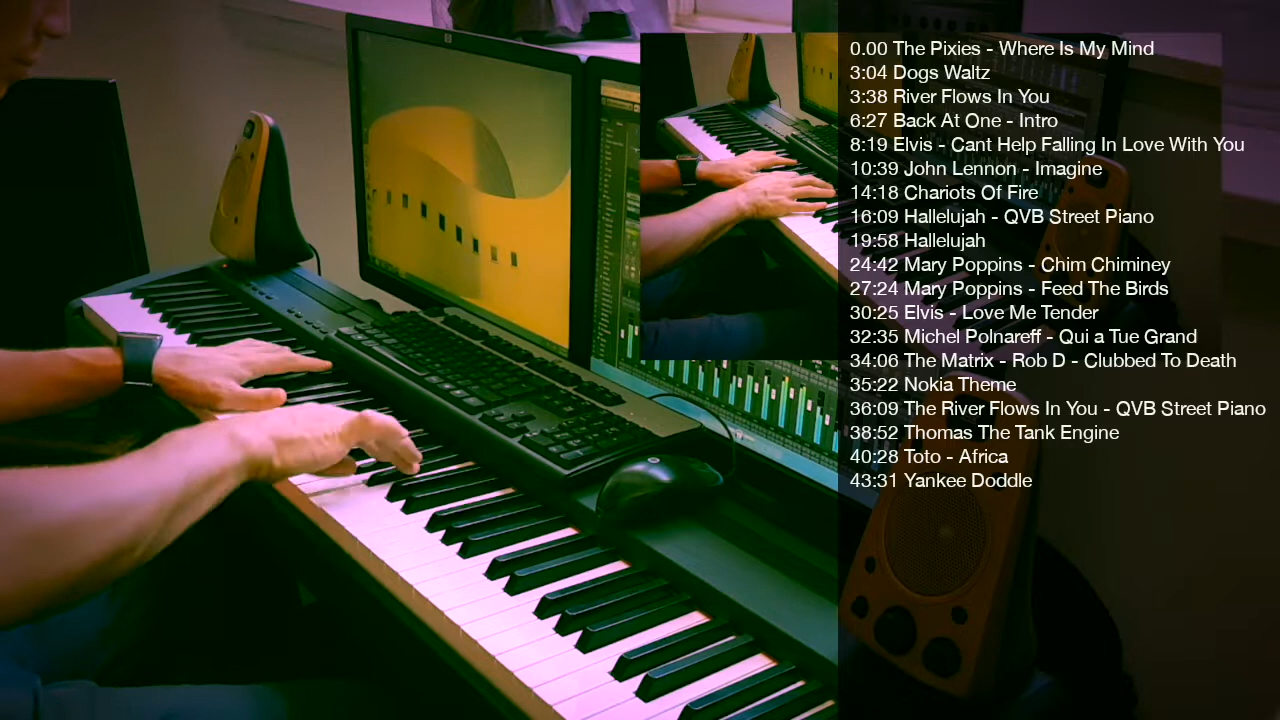 0.00 The Pixies - Where Is My Mind
3:04 Dogs Waltz
3:38 River Flows In You
6:27 Back At One - Intro
8:19 Elvis - Cant Help Falling In Love With You
10:39 John Lennon - Imagine
14:18 Chariots Of Fire
16:09 Hallelujah - QVB Street Piano
19:58 Hallelujah
24:42 Mary Poppins - Chim Chiminey
27:24 Mary Poppins - Feed The Birds
30:25 Elvis - Love Me Tender
32:35 Michel Polnareff - Qui a Tue Grand
34:06 The Matrix - Rob D - Clubbed To Death
35:22 Nokia Theme
36:09 The River Flows In You - QVB Street Piano
38:52 Thomas The Tank Engine
40:28 Toto - Africa
43:31 Yankee Doddle